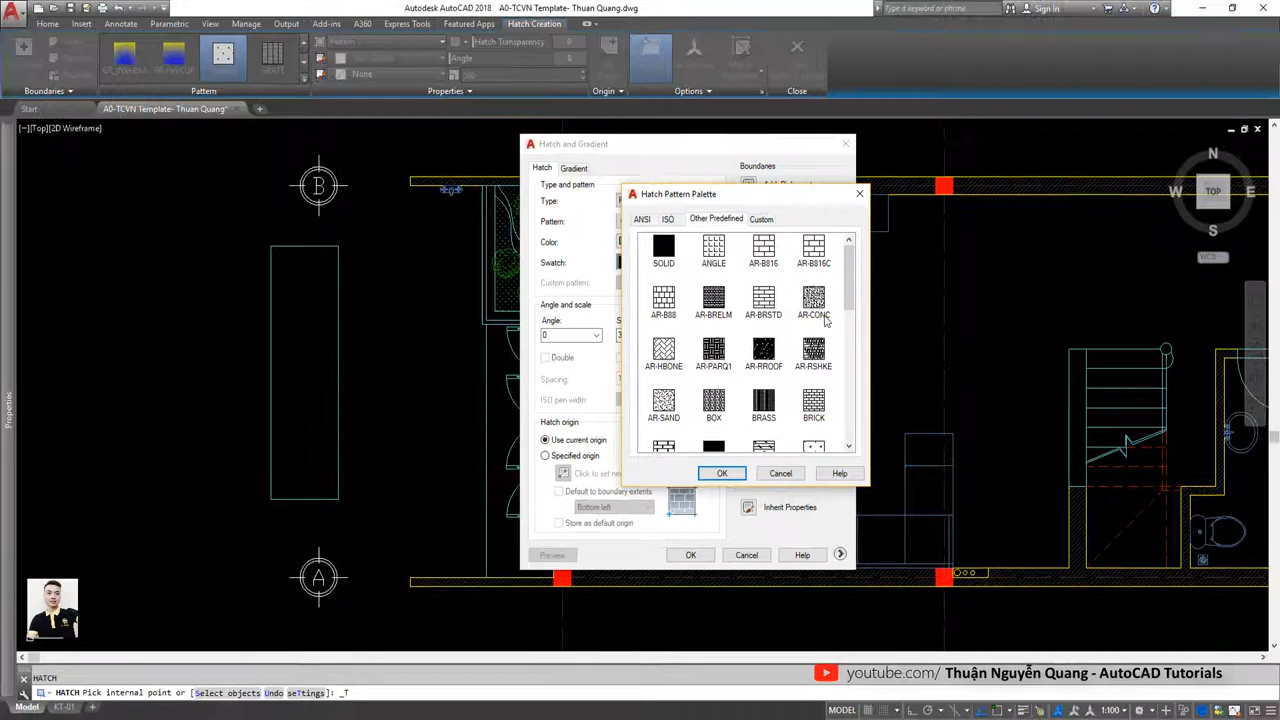 Autodesk AutoCAD 2018   A0-TCVN Template- Thuan Quang.dwg
Type a keyword or phrase
Sign In
Home Insert Annotate Parametric View Manage Output Add-ins A360 Express Tools Featured Apps Hatch Creation
Pattern
Hatch Transparency 0
Angle 0
None
Boundaries Pattern Properties Origin Options Close
Start A0-TCVN Template- Thuan Quang*
[−][Top][2D Wireframe]
Properties
B
A
N
W TOP E
S
WCS
Hatch and Gradient
Hatch Gradient
Type and pattern
Type:
Pattern:
Color:
Swatch:
Custom pattern:
Angle and scale
Angle:
0
Double
Spacing:
ISO pen width:
Hatch origin
Use current origin
Specified origin
Click to set new
Default to boundary extents
Bottom left
Store as default origin
Boundaries
Inherit Properties
Preview OK Cancel Help
Hatch Pattern Palette
ANSI ISO Other Predefined Custom
SOLID ANGLE AR-B816 AR-B816C
AR-B88 AR-BRELM AR-BRSTD AR-CONC
AR-HBONE AR-PARQ1 AR-RROOF AR-RSHKE
AR-SAND BOX BRASS BRICK
OK Cancel Help
youtube.com/ Thuận Nguyễn Quang - AutoCAD Tutorials
HATCH
HATCH Pick internal point or [Select objects Undo seTtings]: _T
Model KT-01
MODEL 1:100